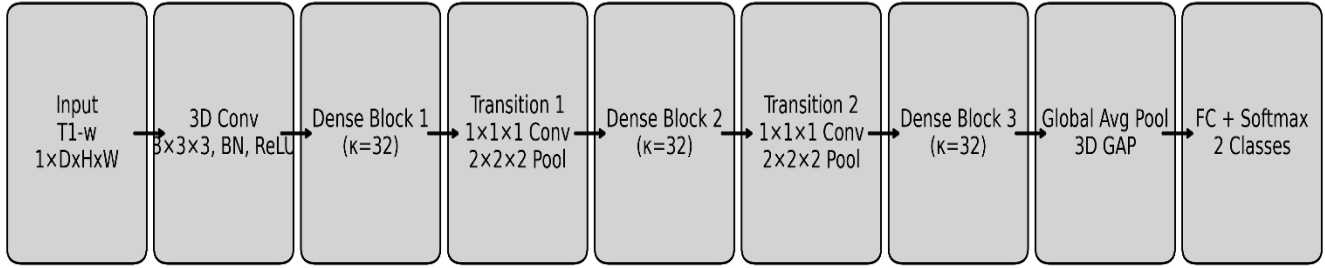 Input
T1-w
1×DxHxW
3D Conv
3×3×3, BN, ReLU
Dense Block 1
(κ=32)
Transition 1
1×1×1 Conv
2×2×2 Pool
Dense Block 2
(κ=32)
Transition 2
1×1×1 Conv
2×2×2 Pool
Dense Block 3
(κ=32)
Global Avg Pool
3D GAP
FC + Softmax
2 Classes